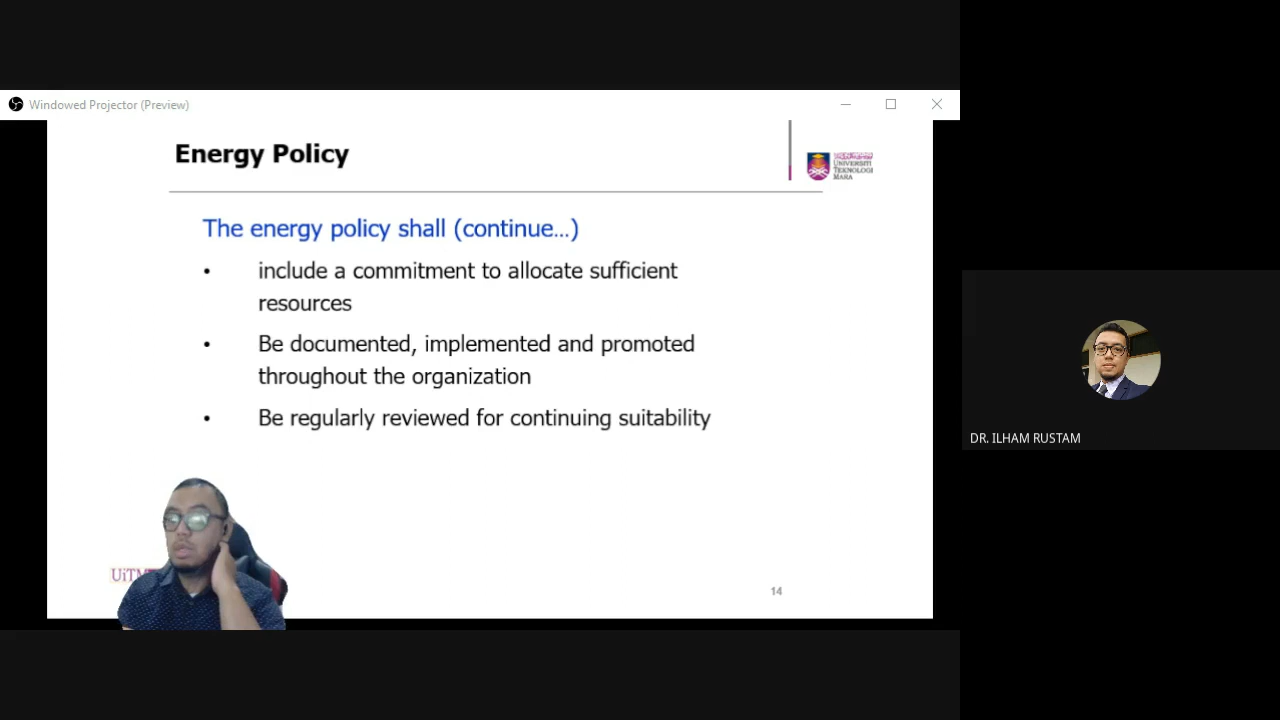 Windowed Projector (Preview)
Energy Policy
UNIVERSITI
TEKNOLOGI
MARA
The energy policy shall (continue...)
• include a commitment to allocate sufficient
resources
• Be documented, implemented and promoted
throughout the organization
• Be regularly reviewed for continuing suitability
UiTM
14
DR. ILHAM RUSTAM